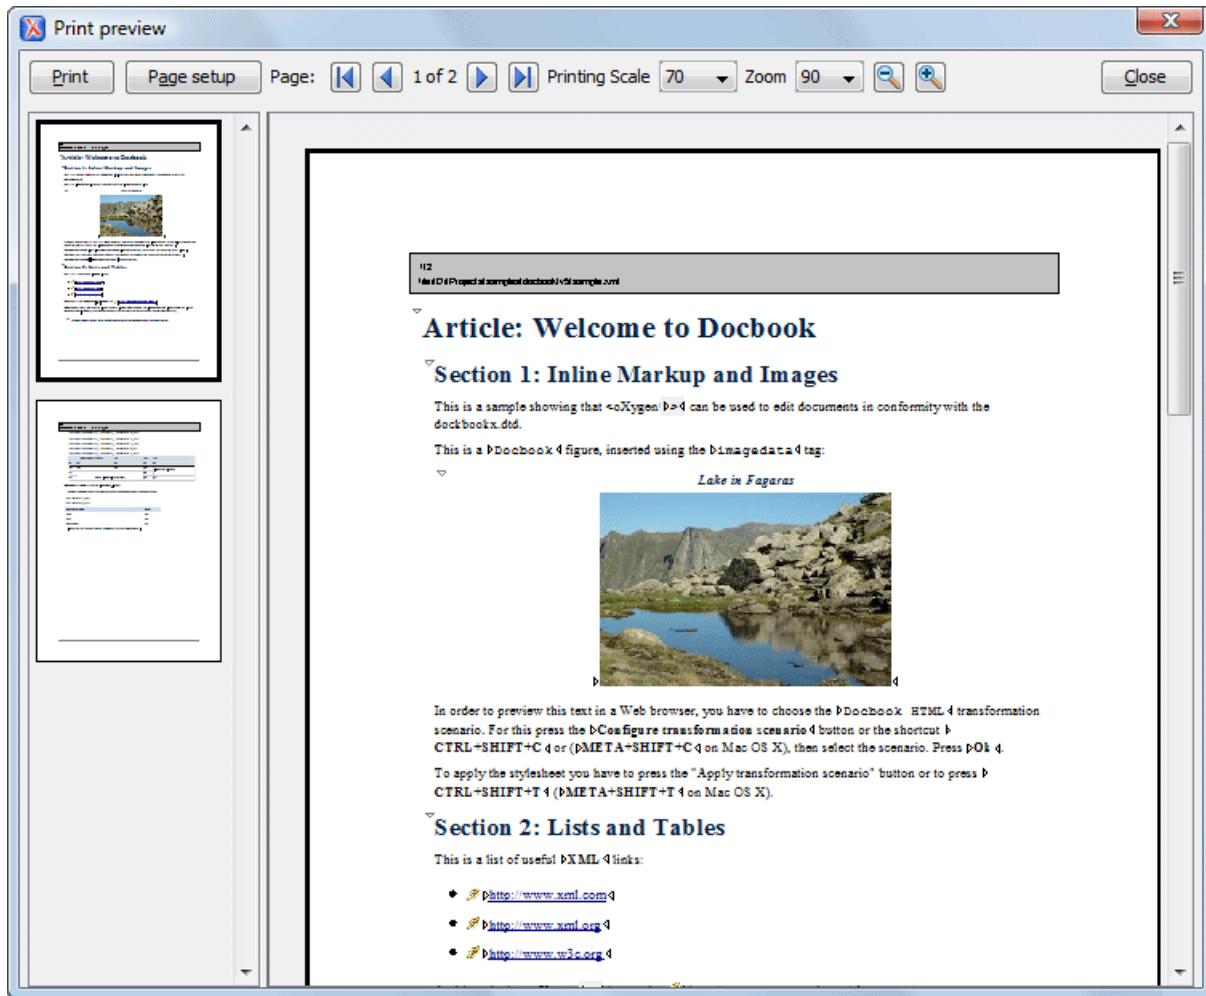 Print preview
Print Page setup Page: 1 of 2 Printing Scale 70 Zoom 90 Close
1/2
Article: Welcome to Docbook
Section 1: Inline Markup and Images
This is a sample showing that <oXygen/> can be used to edit documents in conformity with the
dockbookx.dtd.
This is a Docbook figure, inserted using the imagedata tag:
Lake in Fagaras
In order to preview this text in a Web browser, you have to choose the Docbook HTML transformation
scenario. For this press the Configure transformation scenario button or the shortcut
CTRL+SHIFT+C or (META+SHIFT+C on Mac OS X), then select the scenario. Press Ok .
To apply the stylesheet you have to press the "Apply transformation scenario" button or to press
CTRL+SHIFT+T (META+SHIFT+T on Mac OS X).
Section 2: Lists and Tables
This is a list of useful XML links:
http://www.xml.com
http://www.xml.org
http://www.w3c.org